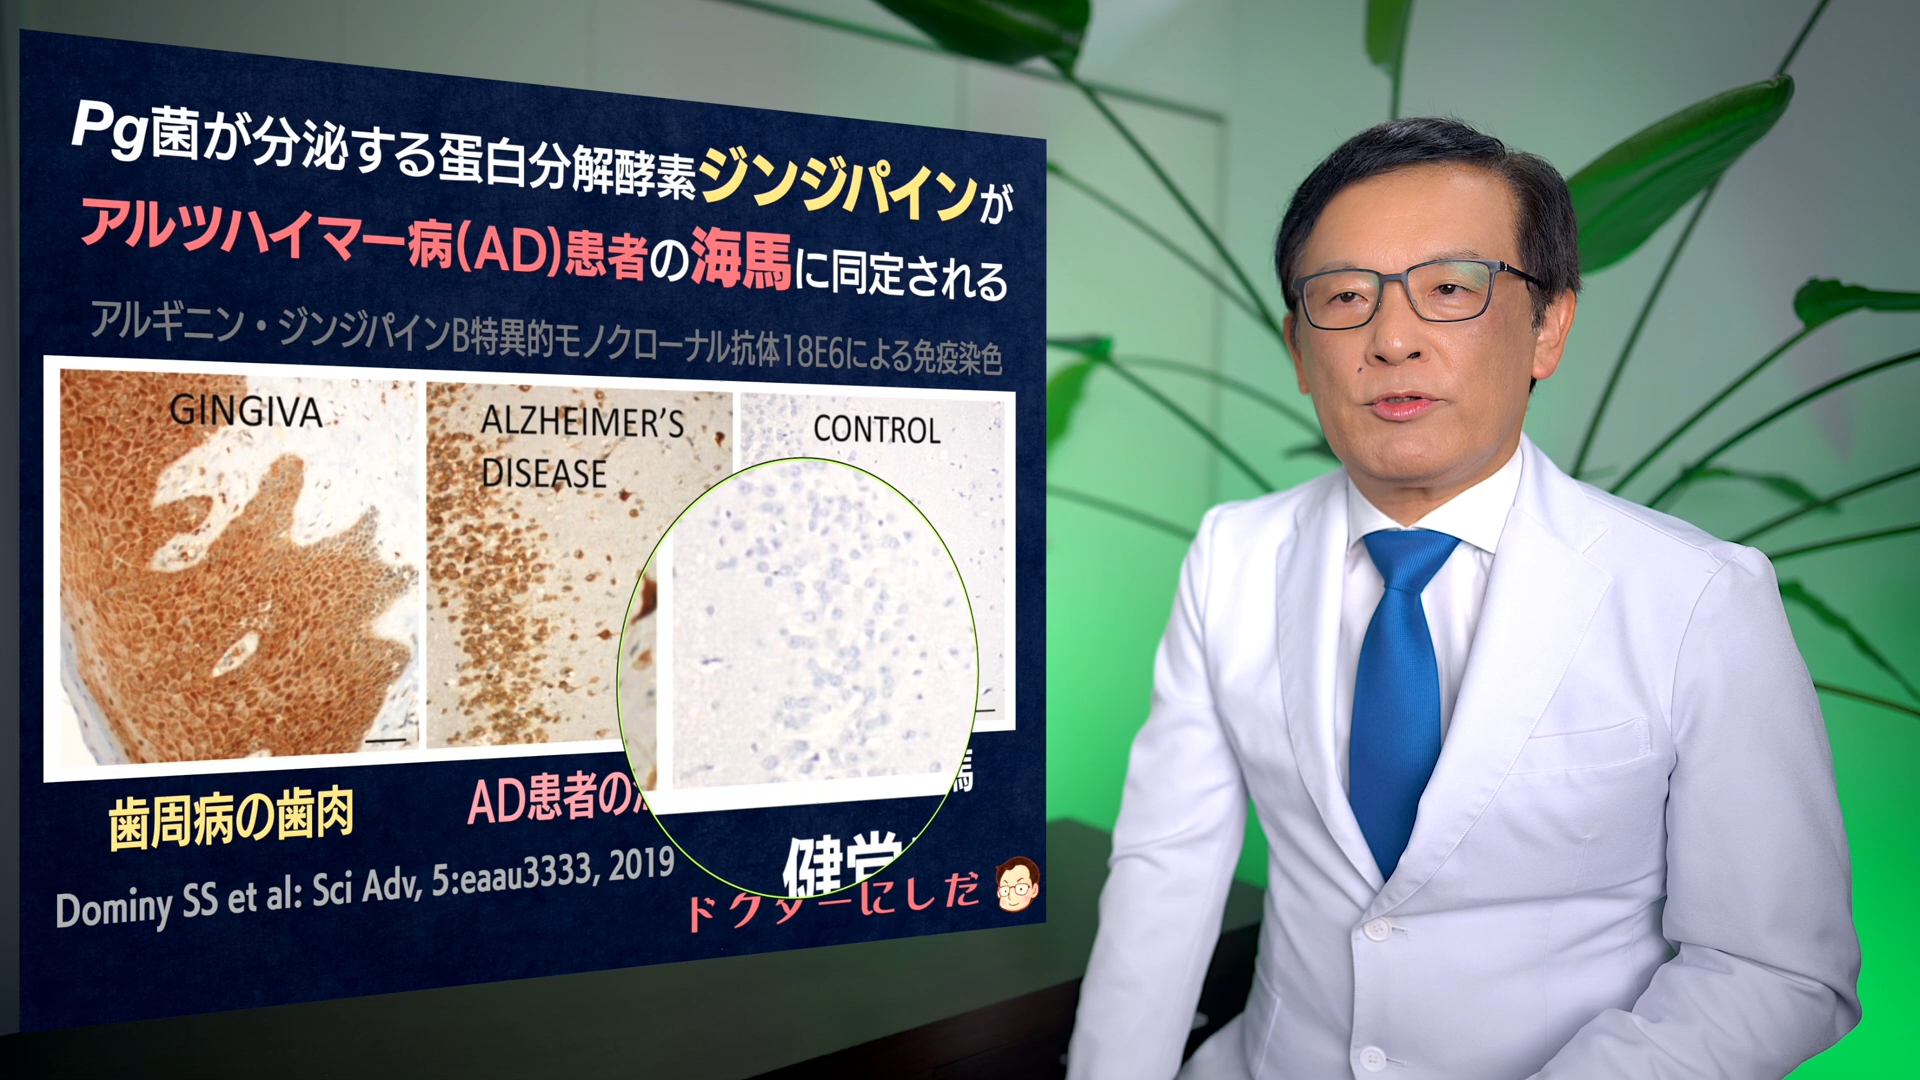 Pg菌が分泌する蛋白分解酵素ジンジパインが
アルツハイマー病(AD)患者の海馬に同定される
アルギニン・ジンジパインB特異的モノクローナル抗体18E6による免疫染色
GINGIVA
ALZHEIMER'S
DISEASE
CONTROL
歯周病の歯肉
AD患者の
馬
健常
Dominy SS et al: Sci Adv, 5:eaau3333, 2019
ドクターにしだ